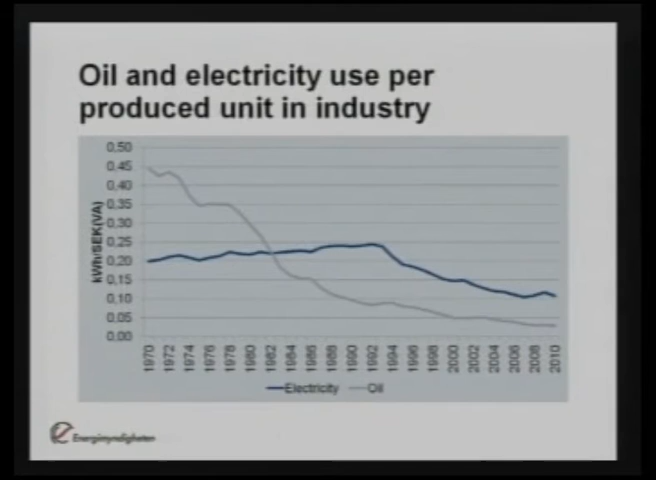 Oil and electricity use per
produced unit in industry
0,50
0,45
0,40
0,35
0,30
0,25
0,20
0,15
0,10
0,05
0,00
kWh/SEK(VA)
1970 1972 1974 1976 1978 1980 1982 1984 1986 1988 1990 1992 1994 1996 1998 2000 2002 2004 2006 2008 2010
Electricity Oil
Energimyndigheten